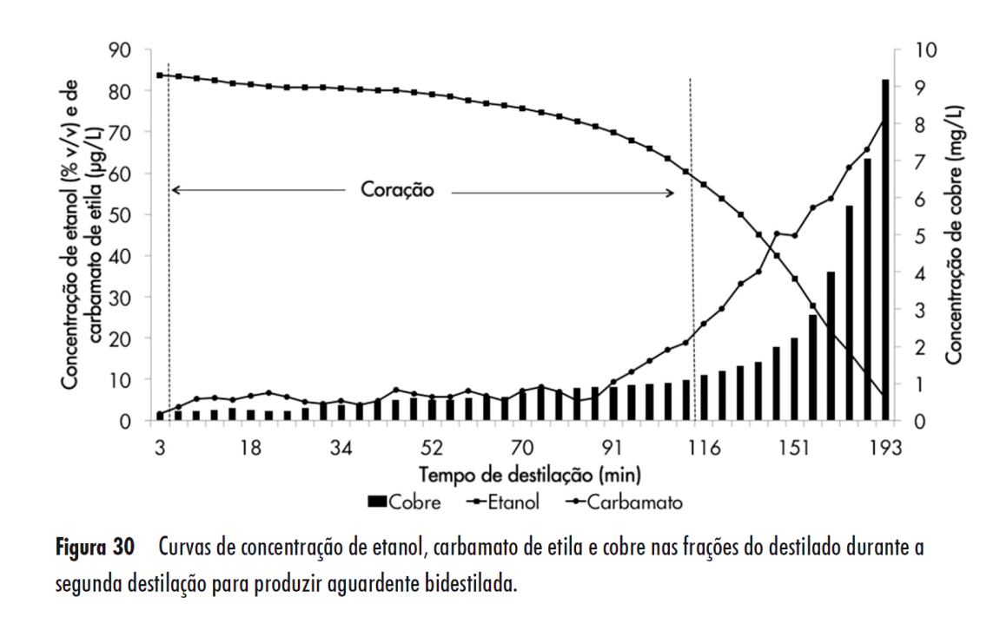 Concentração de etanol (% v/v) e de
carbamato de etila (µg/L)
90
80
70
60
50
40
30
20
10
0
Coração
10
9
8
7
6
5
4
3
2
1
0
Concentração de cobre (mg/L)
3 18 34 52 70 91 116 151 193
Tempo de destilação (min)
Cobre Etanol Carbamato
Figura 30 Curvas de concentração de etanol, carbamato de etila e cobre nas frações do destilado durante a
segunda destilação para produzir aguardente bidestilada.